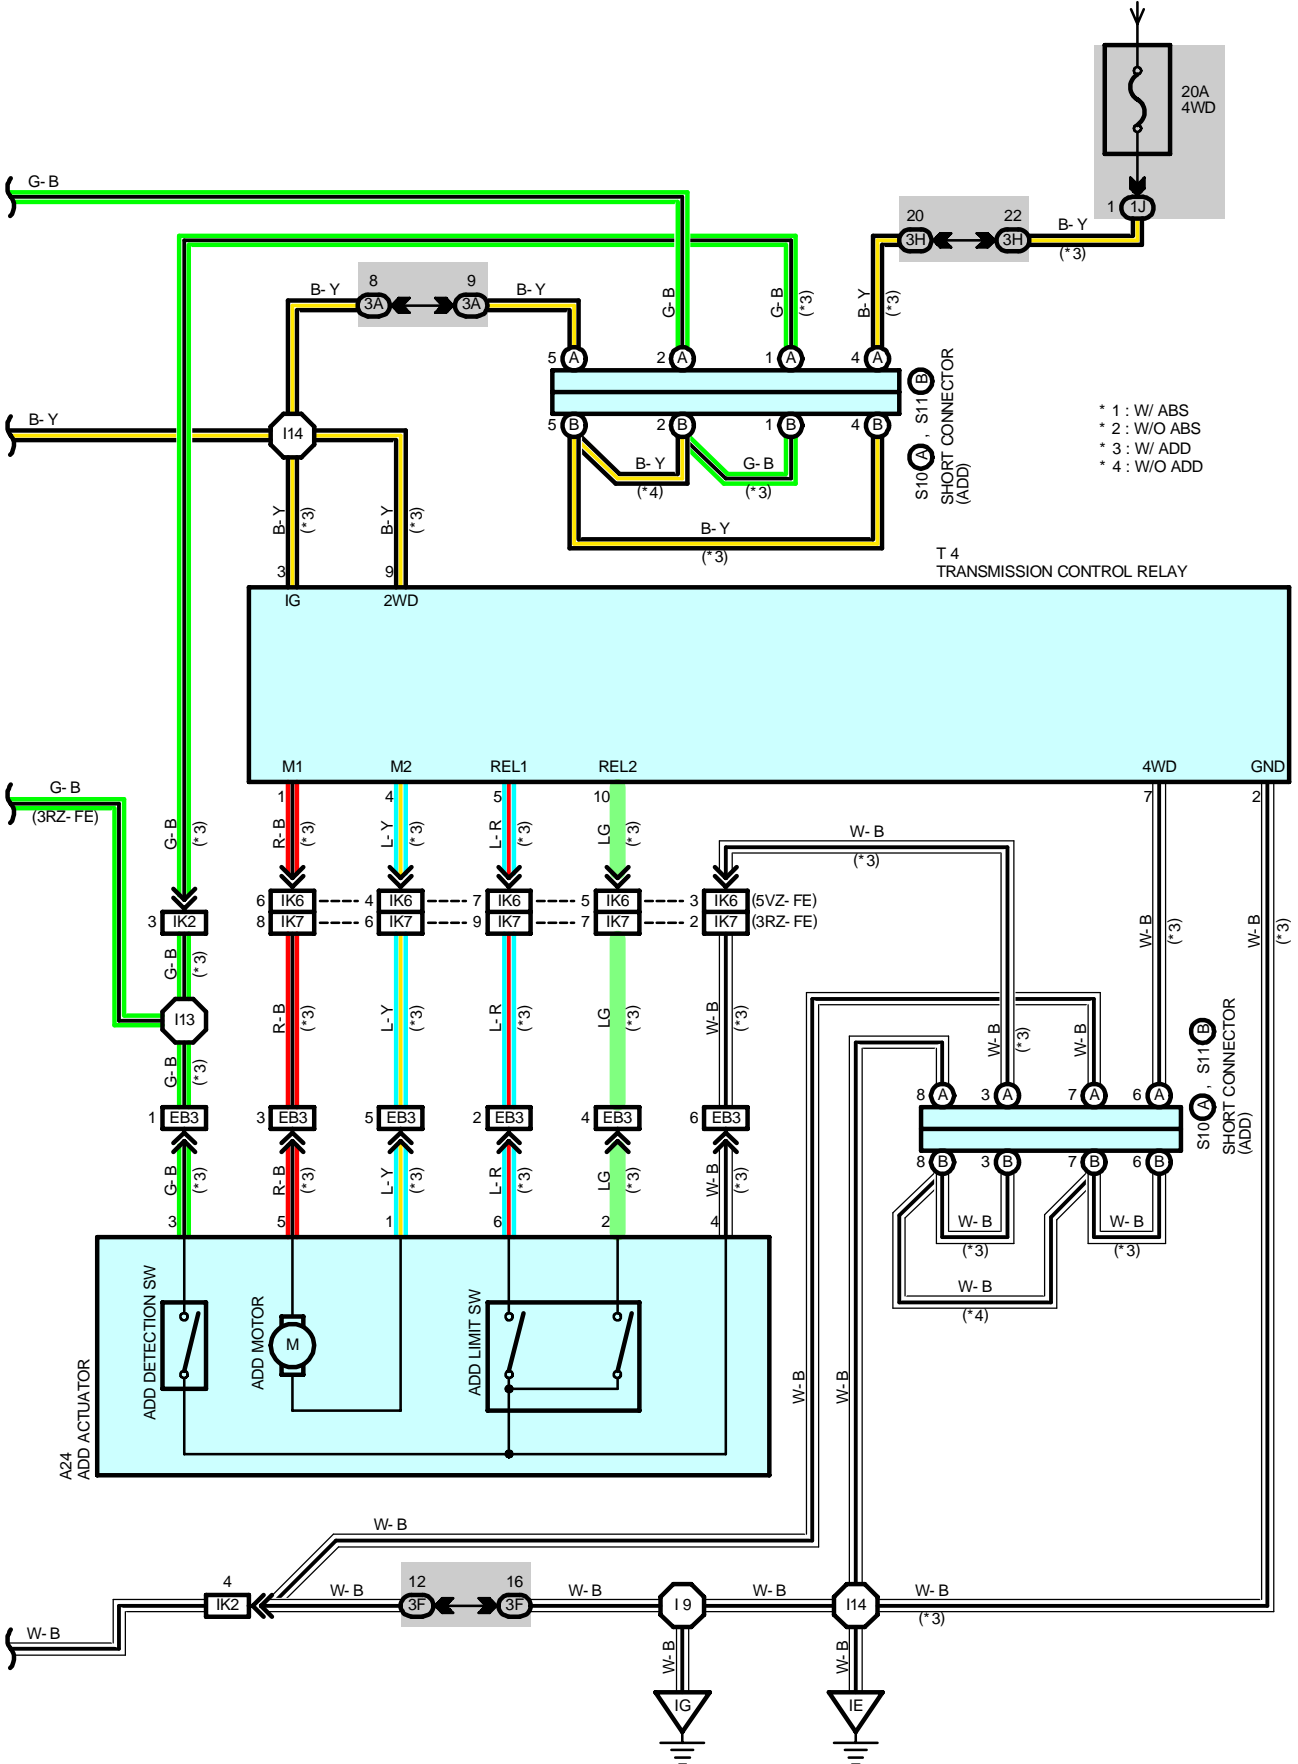 20A
4WD
1 1J
G-B
20 22
3H 3H
B-Y
(*3)
8 9
B-Y 3A 3A B-Y
G-B
G-B
(*3)
B-Y
(*3)
5 A 2 A 1 A 4 A
S10 A , S11 B
SHORT CONNECTOR
(ADD)
* 1 : W/ ABS
* 2 : W/O ABS
* 3 : W/ ADD
* 4 : W/O ADD
B-Y
I14
5 B 2 B 1 B 4 B
B-Y
(*4)
G-B
(*3)
B-Y
(*3)
B-Y
(*3)
B-Y
(*3)
T 4
TRANSMISSION CONTROL RELAY
3 9
IG 2WD
M1 M2 REL1 REL2 4WD GND
1 4 5 10 7 2
G-B
(3RZ-FE)
G-B
(*3)
R-B
(*3)
L-Y
(*3)
L-R
(*3)
LG
(*3)
W-B
(*3)
6 IK6 4 IK6 7 IK6 5 IK6 3 IK6 (5VZ-FE)
8 IK7 6 IK7 9 IK7 7 IK7 2 IK7 (3RZ-FE)
3 IK2
W-B
(*3)
W-B
(*3)
G-B
(*3)
I13
R-B
(*3)
L-Y
(*3)
L-R
(*3)
LG
(*3)
W-B
(*3)
W-B
(*3)
W-B
G-B
(*3)
S10 A , S11 B
SHORT CONNECTOR
(ADD)
8 A 3 A 7 A 6 A
1 EB3 3 EB3 5 EB3 2 EB3 4 EB3 6 EB3
8 B 3 B 7 B 6 B
G-B
(*3)
R-B
(*3)
L-Y
(*3)
L-R
(*3)
LG
(*3)
W-B
(*3)
3 5 1 6 2 4
W-B
(*3)
W-B
(*3)
W-B
(*4)
ADD DETECTION SW
ADD MOTOR
M
ADD LIMIT SW
A24
ADD ACTUATOR
W-B
W-B
W-B
4
IK2
W-B
12 16
3F 3F
W-B
I 9
W-B
I14
W-B
(*3)
W-B
W-B
W-B
IG
IE